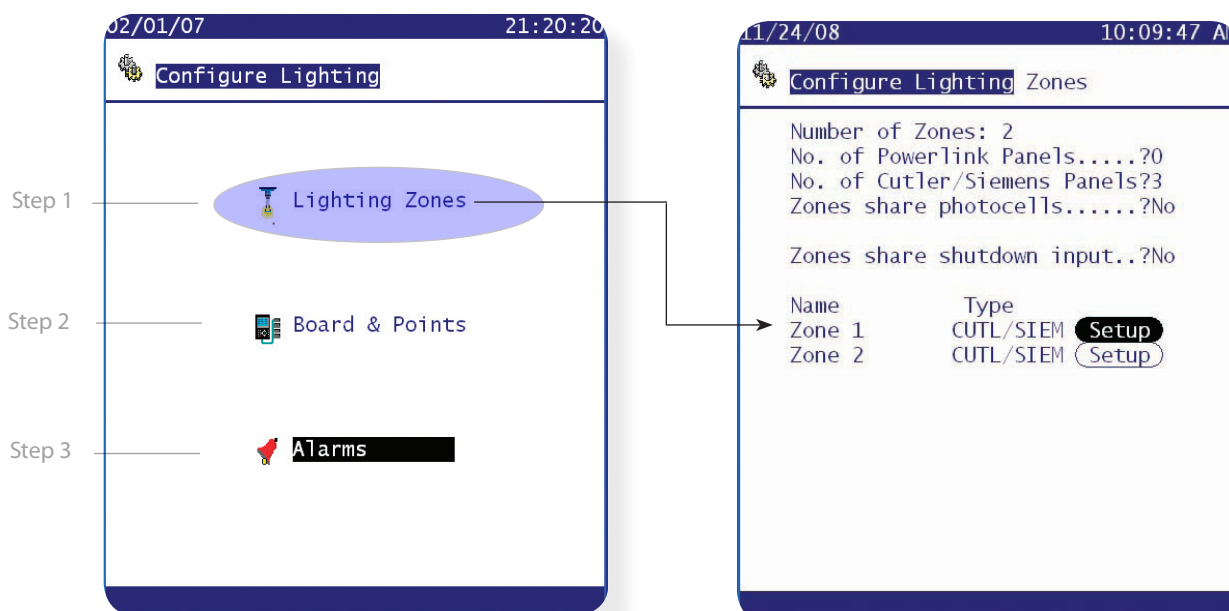 02/01/07 21:20:20
Configure Lighting
Step 1
Lighting Zones
Step 2
Board & Points
Step 3
Alarms
11/24/08 10:09:47 A
Configure Lighting Zones
Number of Zones: 2
No. of Powerlink Panels.....?0
No. of Cutler/Siemens Panels?3
Zones share photocells......?No
Zones share shutdown input..?No
Name Type
Zone 1 CUTL/SIEM Setup
Zone 2 CUTL/SIEM Setup